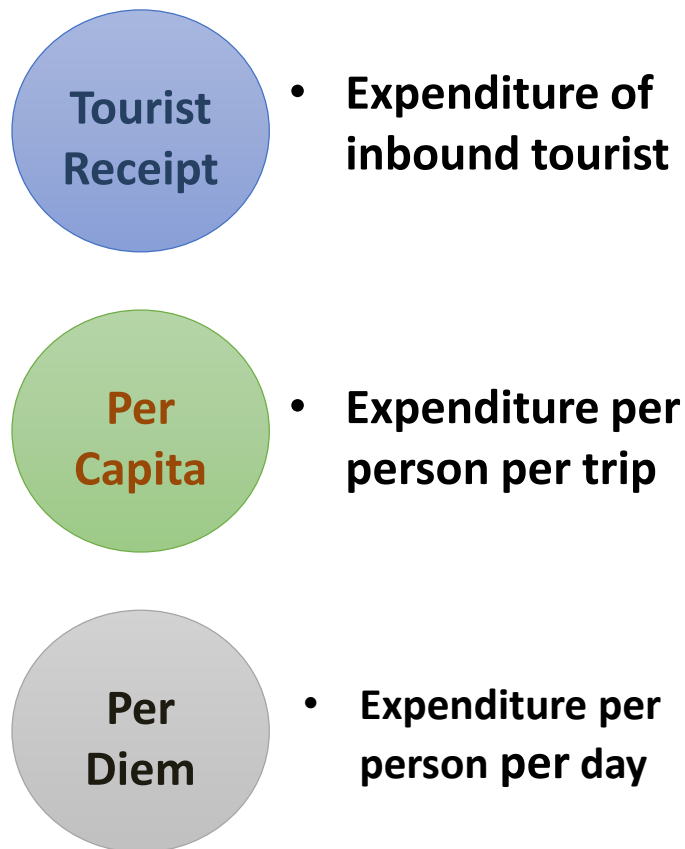 Tourist
Receipt
• Expenditure of
inbound tourist
Per
Capita
• Expenditure per
person per trip
Per
Diem
• Expenditure per
person per day